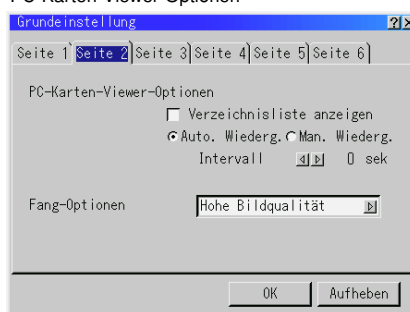 PC-Karten-Viewer-Optionen
Grundeinstellung
Seite 1 Seite 2 Seite 3 Seite 4 Seite 5 Seite 6
PC-Karten-Viewer-Optionen
Verzeichnisliste anzeigen
Auto. Wiederg. Man. Wiederg.
Intervall 0 sek
Fang-Optionen Hohe Bildqualität
OK Aufheben